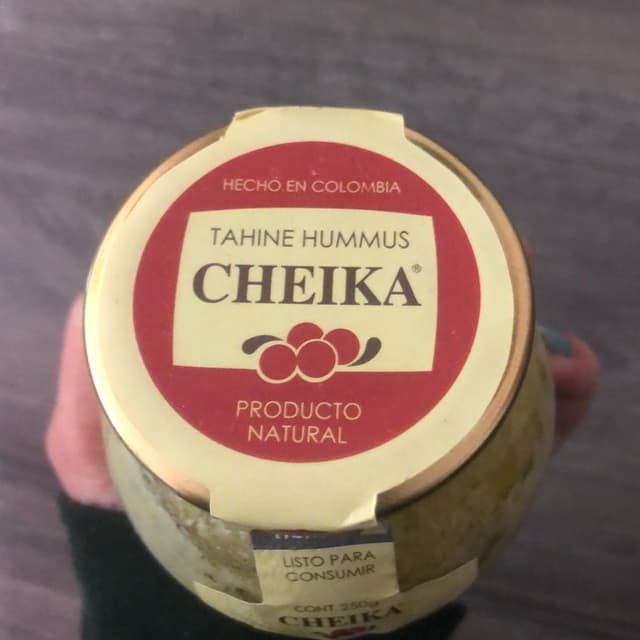 HECHO EN COLOMBIA
TAHINE HUMMUS
CHEIKA®
PRODUCTO
NATURAL
LISTO PARA
CONSUMIR
CONT. 250g
CHEIKA